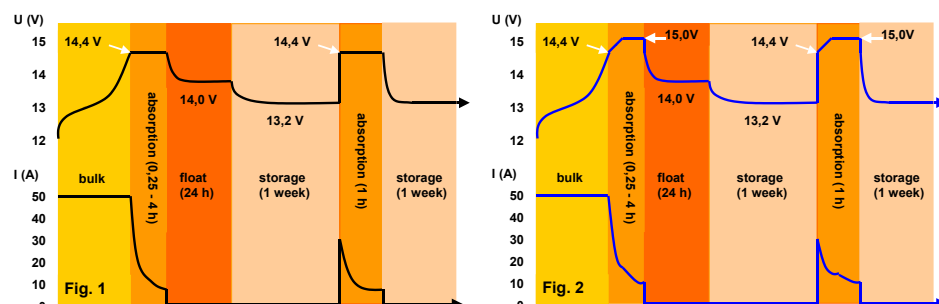 U (V)
15
14
13
12
14,4 V
14,4 V
14,0 V
13,2 V
I (A)
50
40
30
20
10
0
bulk
absorption (0,25 - 4 h)
float
(24 h)
storage
(1 week)
absorption (1 h)
storage
(1 week)
Fig. 1
U (V)
15
14
13
12
14,4 V
15,0V
14,4 V
15,0V
14,0 V
13,2 V
I (A)
50
40
30
20
10
0
bulk
absorption (0,25 - 4 h)
float
(24 h)
storage
(1 week)
absorption (1 h)
storage
(1 week)
Fig. 2